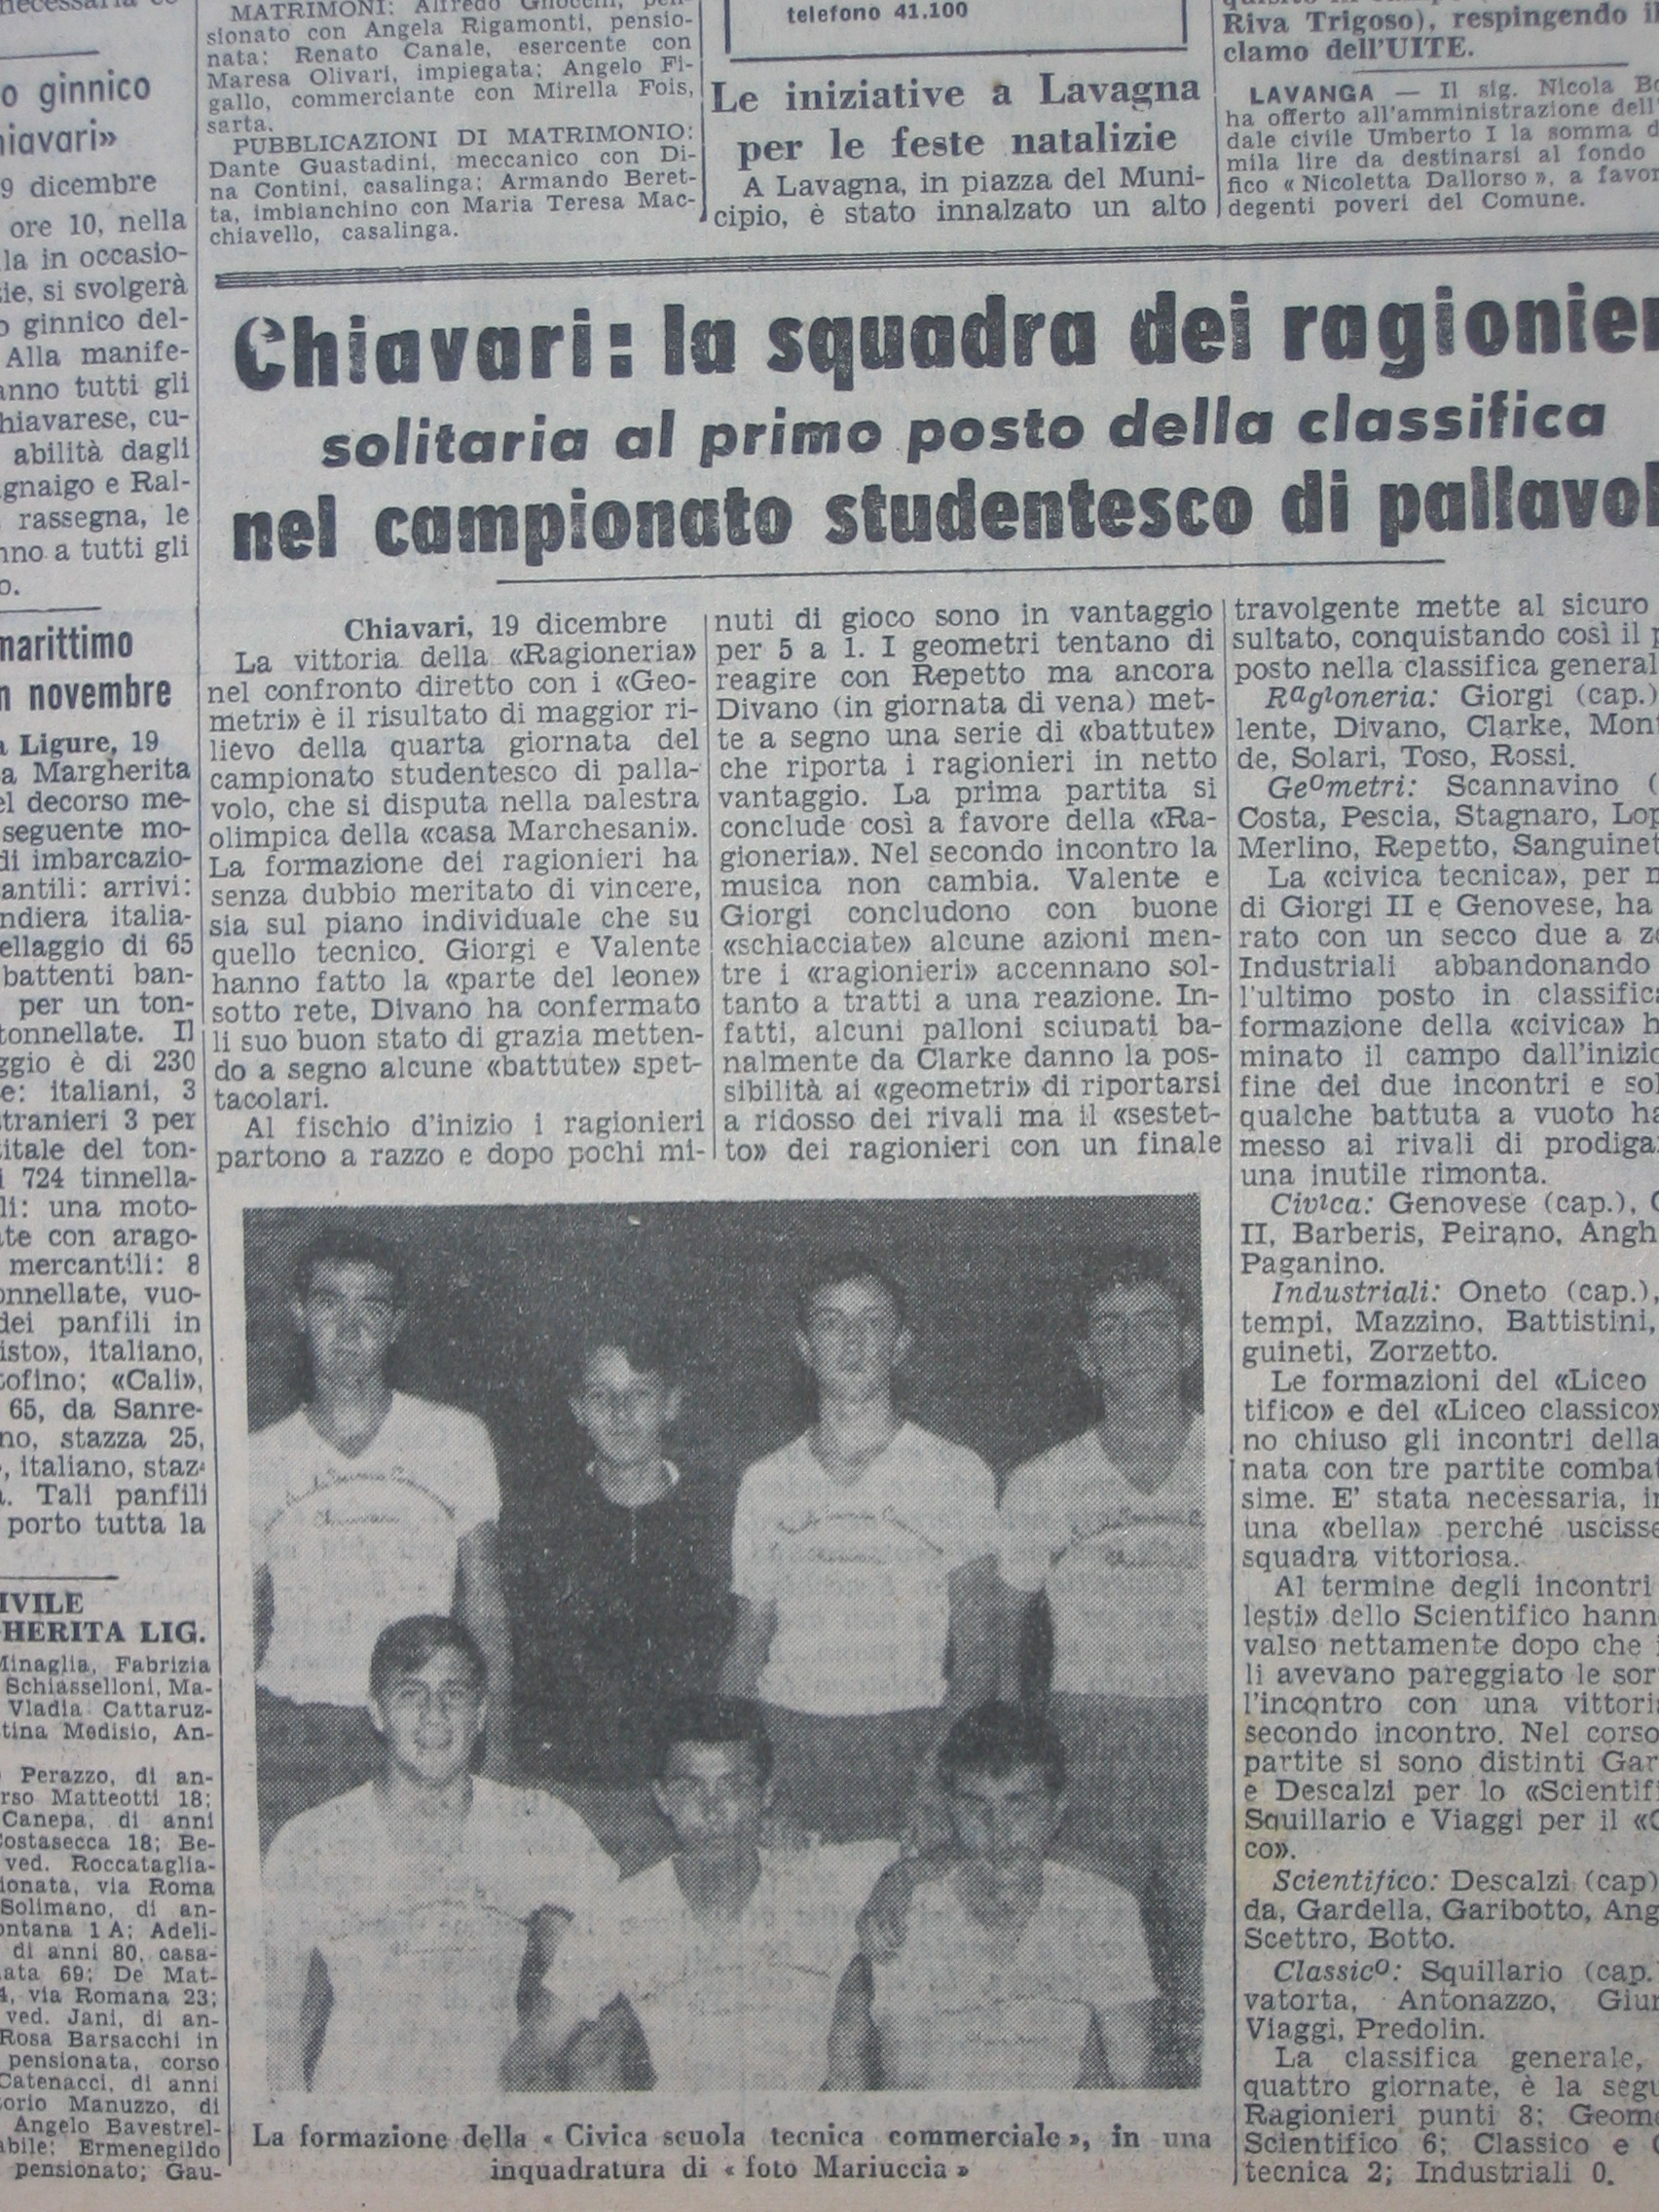 o ginnico
hiavari»
9 dicembre
ore 10, nella
la in occasio-
ie, si svolgerà
o ginnico del-
Alla manife-
anno tutti gli
hiavarese, cu-
abilità dagli
gnaigo e Ral-
rassegna, le
nno a tutti gli
o.
marittimo
n novembre
a Ligure, 19
a Margherita
el decorso me-
seguente mo-
di imbarcazio-
antili: arrivi:
ndiera italia-
ellaggio di 65
battenti ban-
per un ton-
tonnellate. Il
ggio è di 230
e: italiani, 3
stranieri 3 per
itale del ton-
i 724 tinnella-
li: una moto-
te con arago-
mercantili: 8
onnellate, vuo-
dei panfili in
isto», italiano,
tofino; «Cali»,
65, da Sanre-
no, stazza 25,
», italiano, staz-
a. Tali panfili
porto tutta la
IVILE
HERITA LIG.
Minaglia, Fabrizia
Schiasselloni, Ma-
Vladia Cattaruz-
stina Medisio, An-
Perazzo, di an-
rso Matteotti 18;
Canepa, di anni
Costasecca 18; Be-
ved. Roccataglia-
ionata, via Roma
Solimano, di an-
ontana 1 A; Adeli-
di anni 80, casa-
ata 69; De Mat-
4, via Romana 23;
ved. Jani, di an-
Rosa Barsacchi in
pensionata, corso
Catenacci, di anni
torio Manuzzo, di
Angelo Bavestrel-
abile; Ermenegildo
pensionato; Gau-
MATRIMONI: Alfredo Gnocchi, pen-
sionato con Angela Rigamonti, pensio-
nata; Renato Canale, esercente con
Maresa Olivari, impiegata; Angelo Fi-
gallo, commerciante con Mirella Fois,
sarta.
PUBBLICAZIONI DI MATRIMONIO:
Dante Guastadini, meccanico con Di-
na Contini, casalinga; Armando Beret-
ta, imbianchino con Maria Teresa Mac-
chiavello, casalinga.
telefono 41.100
Le iniziative a Lavagna
per le feste natalizie
A Lavagna, in piazza del Muni-
cipio, è stato innalzato un alto
Riva Trigoso), respingendo il
clamo dell'UITE.
LAVANGA — Il sig. Nicola Bo
ha offerto all'amministrazione dell'
dale civile Umberto I la somma d
mila lire da destinarsi al fondo
fico «Nicoletta Dallorso», a favor
degenti poveri del Comune.
Chiavari: la squadra dei ragionier
solitaria al primo posto della classifica
nel campionato studentesco di pallavol
Chiavari, 19 dicembre
La vittoria della «Ragioneria»
nel confronto diretto con i «Geo-
metri» è il risultato di maggior ri-
lievo della quarta giornata del
campionato studentesco di palla-
volo, che si disputa nella palestra
olimpica della «casa Marchesani».
La formazione dei ragionieri ha
senza dubbio meritato di vincere,
sia sul piano individuale che su
quello tecnico. Giorgi e Valente
hanno fatto la «parte del leone»
sotto rete, Divano ha confermato
li suo buon stato di grazia metten-
do a segno alcune «battute» spet-
tacolari.
Al fischio d'inizio i ragionieri
partono a razzo e dopo pochi mi-
nuti di gioco sono in vantaggio
per 5 a 1. I geometri tentano di
reagire con Repetto ma ancora
Divano (in giornata di vena) met-
te a segno una serie di «battute»
che riporta i ragionieri in netto
vantaggio. La prima partita si
conclude così a favore della «Ra-
gioneria». Nel secondo incontro la
musica non cambia. Valente e
Giorgi concludono con buone
«schiacciate» alcune azioni men-
tre i «ragionieri» accennano sol-
tanto a tratti a una reazione. In-
fatti, alcuni palloni sciupati ba-
nalmente da Clarke danno la pos-
sibilità ai «geometri» di riportarsi
a ridosso dei rivali ma il «sestet-
to» dei ragionieri con un finale
travolgente mette al sicuro
sultato, conquistando così il p
posto nella classifica general
Ragioneria: Giorgi (cap.)
lente, Divano, Clarke, Mont
de, Solari, Toso, Rossi.
Geometri: Scannavino (
Costa, Pescia, Stagnaro, Lop
Merlino, Repetto, Sanguinet
La «civica tecnica», per m
di Giorgi II e Genovese, ha
rato con un secco due a ze
Industriali abbandonando
l'ultimo posto in classifica
formazione della «civica» h
minato il campo dall'inizio
fine dei due incontri e sol
qualche battuta a vuoto ha
messo ai rivali di prodigar
una inutile rimonta.
Civica: Genovese (cap.), G
II, Barberis, Peirano, Angh
Paganino.
Industriali: Oneto (cap.),
tempi, Mazzino, Battistini,
guineti, Zorzetto.
Le formazioni del «Liceo
tifico» e del «Liceo classico»
no chiuso gli incontri della
nata con tre partite combat
sime. E' stata necessaria, in
una «bella» perché uscisse
squadra vittoriosa.
Al termine degli incontri
lesti» dello Scientifico hann
valso nettamente dopo che i
li avevano pareggiato le sor
l'incontro con una vittori
secondo incontro. Nel corso
partite si sono distinti Gar
e Descalzi per lo «Scientifi
Squillario e Viaggi per il «C
co».
Scientifico: Descalzi (cap)
da, Gardella, Garibotto, Ang
Scettro, Botto.
Classico: Squillario (cap.
vatorta, Antonazzo, Giur
Viaggi, Predolin.
La classifica generale,
quattro giornate, è la segu
Ragionieri punti 8; Geome
Scientifico 6; Classico e C
tecnica 2; Industriali 0.
La formazione della « Civica scuola tecnica commerciale », in una
inquadratura di « foto Mariuccia »